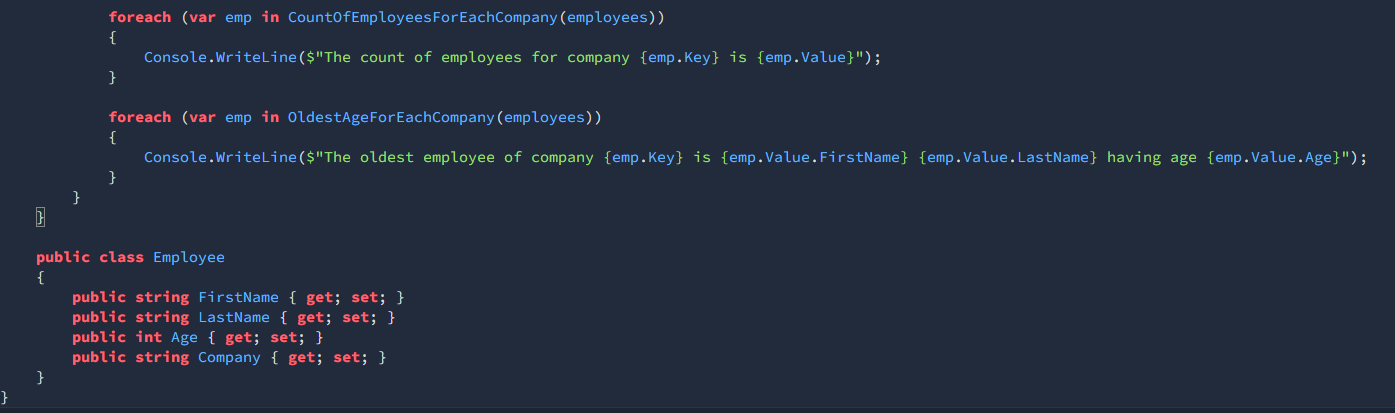 foreach (var emp in CountOfEmployeesForEachCompany(employees))
{
Console.WriteLine($"The count of employees for company {emp.Key} is {emp.Value}");
}
foreach (var emp in OldestAgeForEachCompany(employees))
{
Console.WriteLine($"The oldest employee of company {emp.Key} is {emp.Value.FirstName} {emp.Value.LastName} having age {emp.Value.Age}");
}
}
}
public class Employee
{
public string FirstName { get; set; }
public string LastName { get; set; }
public int Age { get; set; }
public string Company { get; set; }
}
}